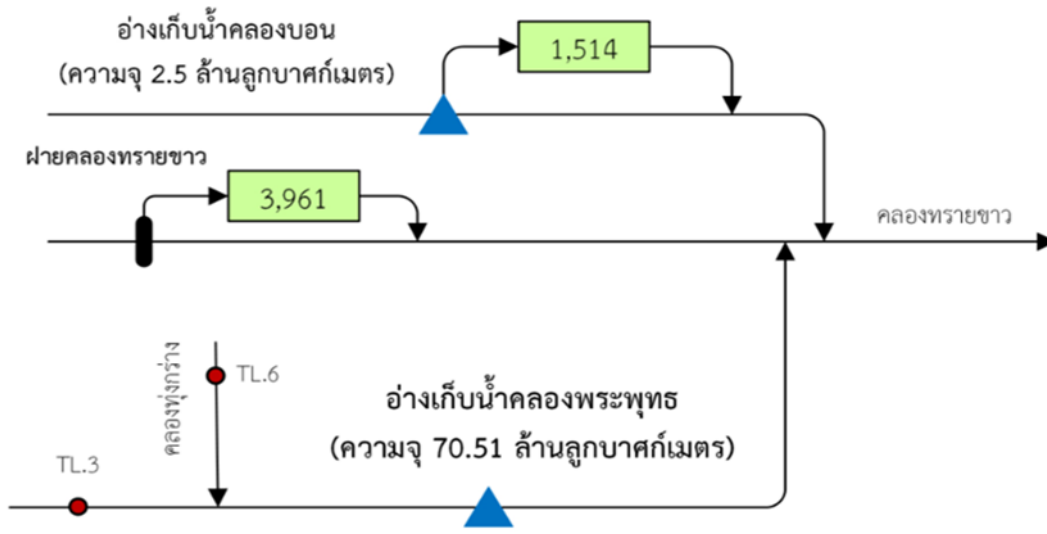 อ่างเก็บน้ำคลองบอน
(ความจุ 2.5 ล้านลูกบาศก์เมตร)
1,514
ฝายคลองทรายขาว
3,961
คลองทรายขาว
คลองทุ่งกร่าง
TL.6
อ่างเก็บน้ำคลองพระพุทธ
(ความจุ 70.51 ล้านลูกบาศก์เมตร)
TL.3